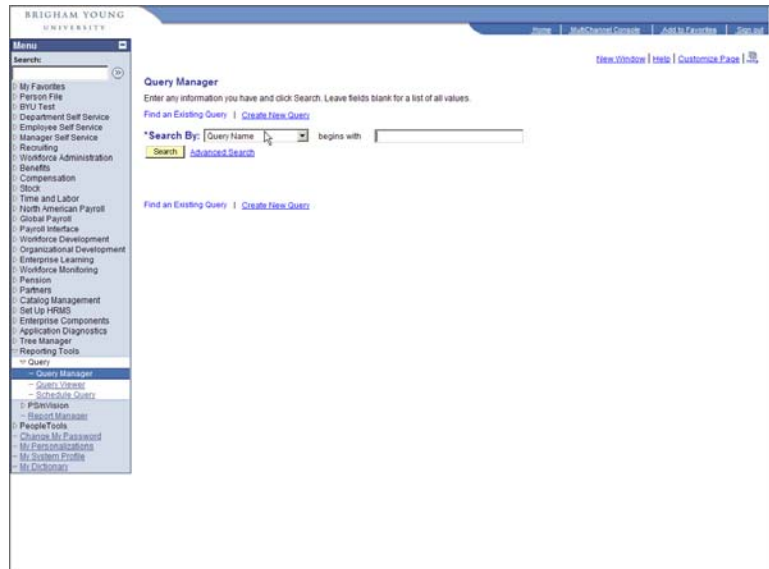 BRIGHAM YOUNG
UNIVERSITY
Home | MultiChannel Console | Add to Favorites | Sign out
Menu
Search:
My Favorites
Person File
BYU Test
Department Self Service
Employee Self Service
Manager Self Service
Recruiting
Workforce Administration
Benefits
Compensation
Stock
Time and Labor
North American Payroll
Global Payroll
Payroll Interface
Workforce Development
Organizational Development
Enterprise Learning
Workforce Monitoring
Pension
Partners
Catalog Management
Set Up HRMS
Enterprise Components
Application Diagnostics
Tree Manager
Reporting Tools
Query
– Query Manager
– Query Viewer
– Schedule Query
PS/nVision
– Report Manager
PeopleTools
– Change My Password
– My Personalizations
– My System Profile
– My Dictionary
New Window | Help | Customize Page |
Query Manager
Enter any information you have and click Search. Leave fields blank for a list of all values.
Find an Existing Query | Create New Query
*Search By: Query Name begins with
Search Advanced Search
Find an Existing Query | Create New Query